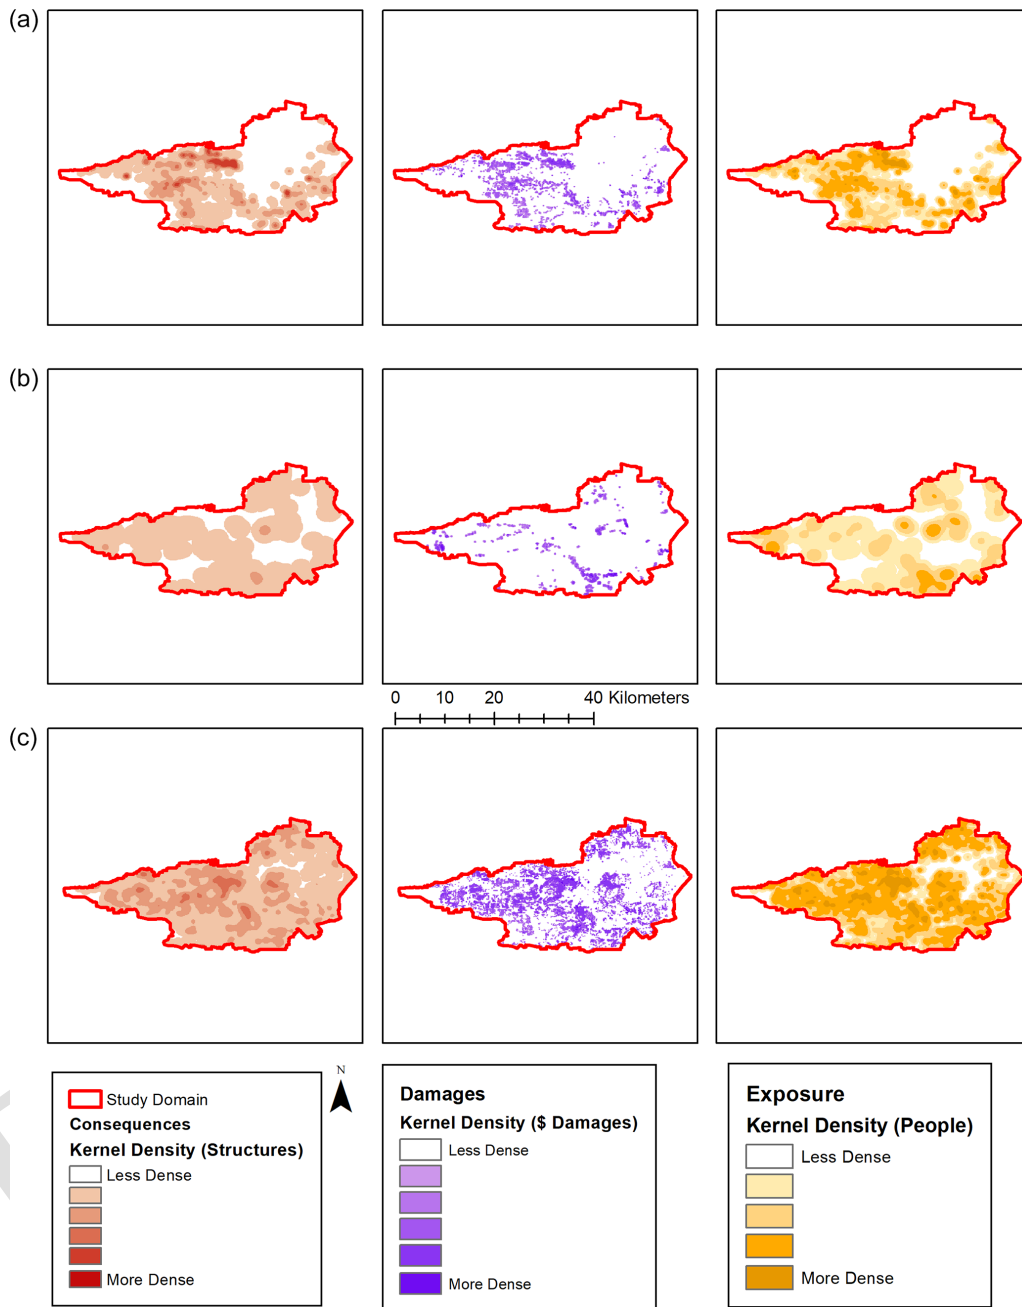 (a)
(b)
0 10 20 40 Kilometers
(c)
N
Study Domain
Consequences
Kernel Density (Structures)
Less Dense
More Dense
Damages
Kernel Density ($ Damages)
Less Dense
More Dense
Exposure
Kernel Density (People)
Less Dense
More Dense